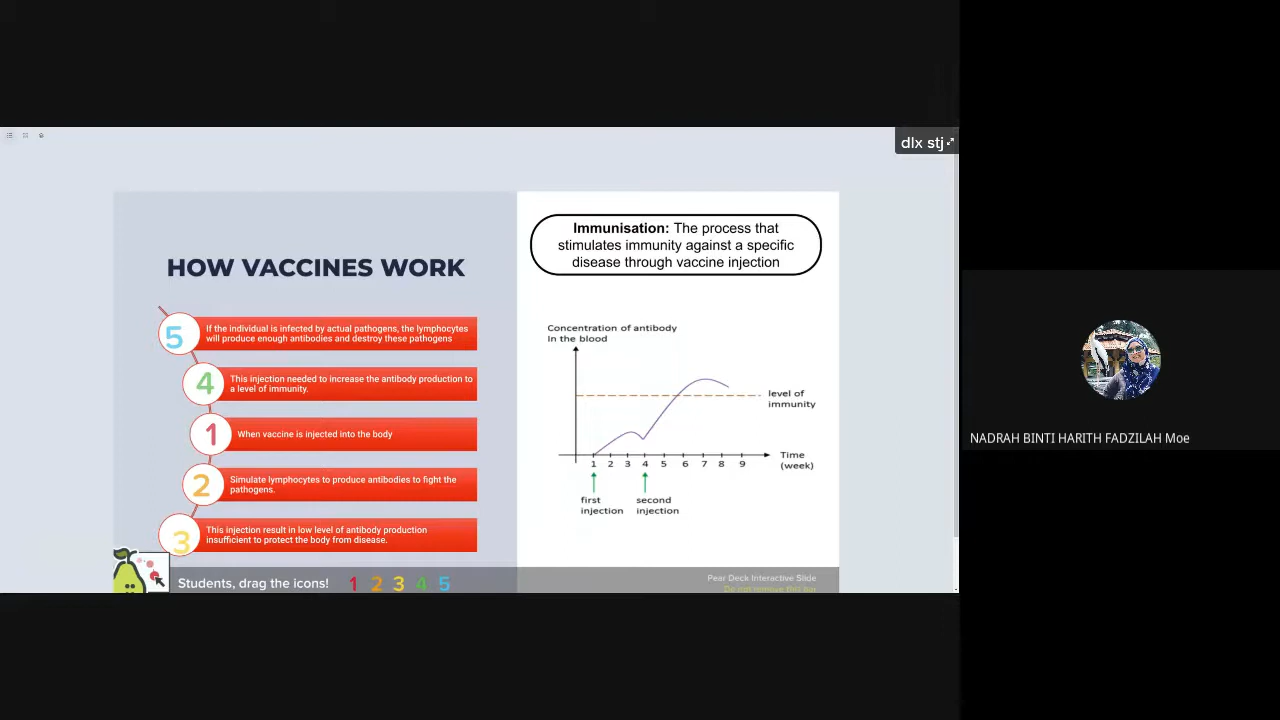 dlx stj
HOW VACCINES WORK
5
If the individual is infected by actual pathogens, the lymphocytes
will produce enough antibodies and destroy these pathogens
4
This injection needed to increase the antibody production to
a level of immunity.
1
When vaccine is injected into the body
2
Simulate lymphocytes to produce antibodies to fight the
pathogens.
3
This injection result in low level of antibody production
insufficient to protect the body from disease.
Students, drag the icons!
1 2 3 4 5
Immunisation: The process that
stimulates immunity against a specific
disease through vaccine injection
Concentration of antibody
In the blood
level of
immunity
1 2 3 4 5 6 7 8 9
Time
(week)
first
injection
second
injection
Pear Deck Interactive Slide
Do not remove this bar
NADRAH BINTI HARITH FADZILAH Moe